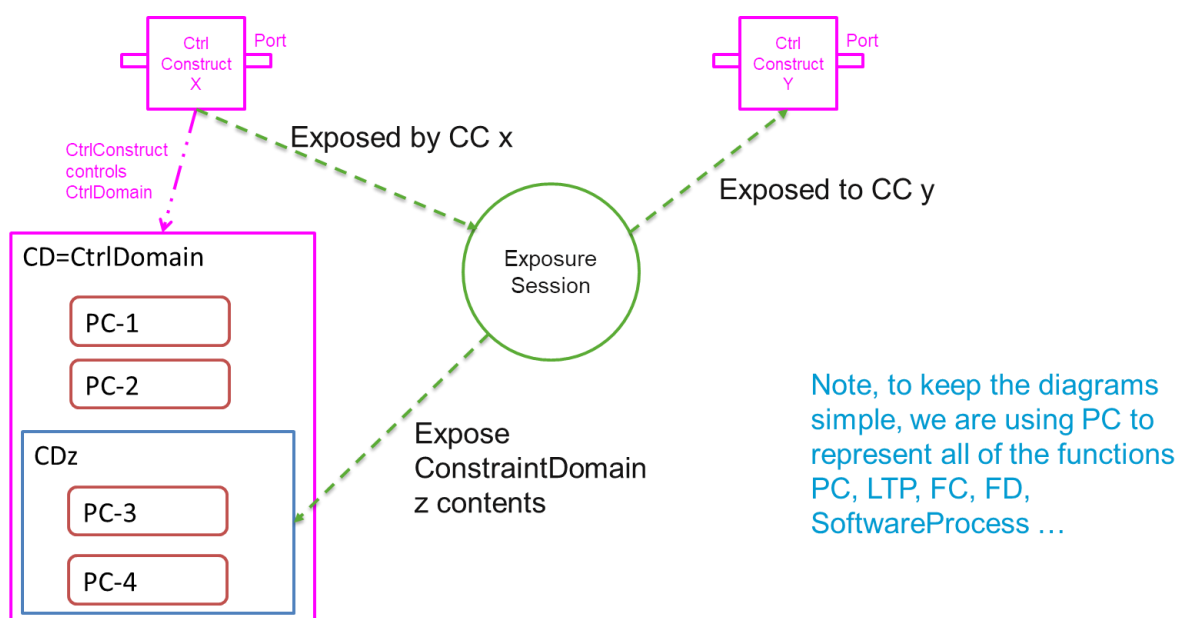 Ctrl
Construct
X
Port
Ctrl
Construct
Y
Port
CtrlConstruct
controls
CtrlDomain
Exposed by CC x
Exposed to CC y
CD=CtrlDomain
PC-1
PC-2
CDz
PC-3
PC-4
Exposure
Session
Expose
ConstraintDomain
z contents
Note, to keep the diagrams
simple, we are using PC to
represent all of the functions
PC, LTP, FC, FD,
SoftwareProcess …